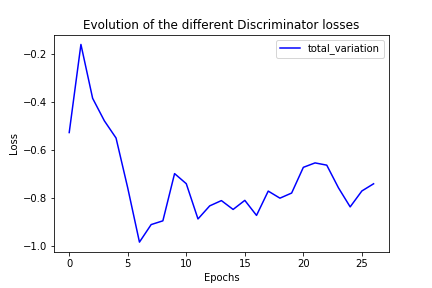 Evolution of the different Discriminator losses
total_variation
Loss
−0.2
−0.4
−0.6
−0.8
−1.0
0 5 10 15 20 25
Epochs